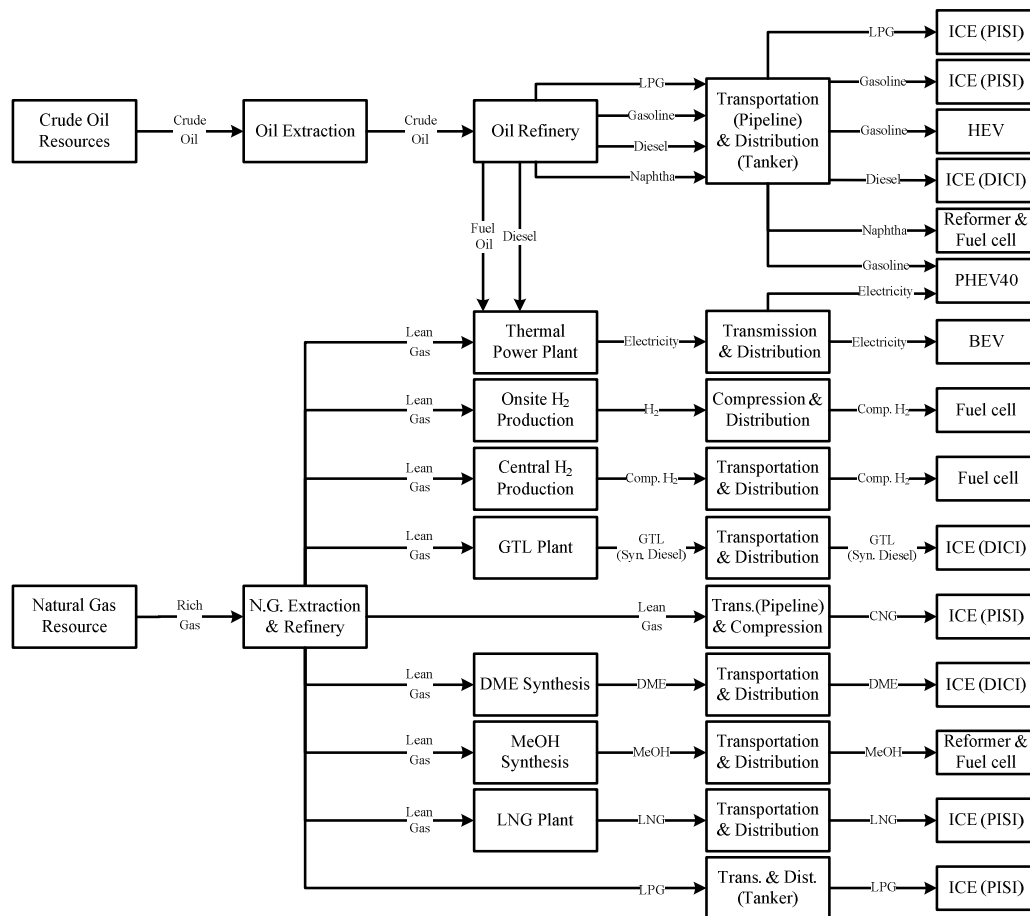 LPG
ICE (PISI)
Crude Oil
Resources
Crude
Oil
Oil Extraction
Crude
Oil
Oil Refinery
LPG
Gasoline
Diesel
Naphtha
Transportation
(Pipeline)
& Distribution
(Tanker)
Gasoline
ICE (PISI)
Gasoline
HEV
Diesel
ICE (DICI)
Naphtha
Reformer &
Fuel cell
Gasoline
Electricity
PHEV40
Fuel
Oil
Diesel
Lean
Gas
Thermal
Power Plant
Electricity
Transmission
& Distribution
Electricity
BEV
Lean
Gas
Onsite H₂
Production
H₂
Compression &
Distribution
Comp. H₂
Fuel cell
Lean
Gas
Central H₂
Production
Comp. H₂
Transportation
& Distribution
Comp. H₂
Fuel cell
Lean
Gas
GTL Plant
GTL
(Syn. Diesel)
Transportation
& Distribution
GTL
(Syn. Diesel)
ICE (DICI)
Natural Gas
Resource
Rich
Gas
N.G. Extraction
& Refinery
Lean
Gas
Trans.(Pipeline)
& Compression
CNG
ICE (PISI)
Lean
Gas
DME Synthesis
DME
Transportation
& Distribution
DME
ICE (DICI)
Lean
Gas
MeOH
Synthesis
MeOH
Transportation
& Distribution
MeOH
Reformer &
Fuel cell
Lean
Gas
LNG Plant
LNG
Transportation
& Distribution
LNG
ICE (PISI)
LPG
Trans. & Dist.
(Tanker)
LPG
ICE (PISI)